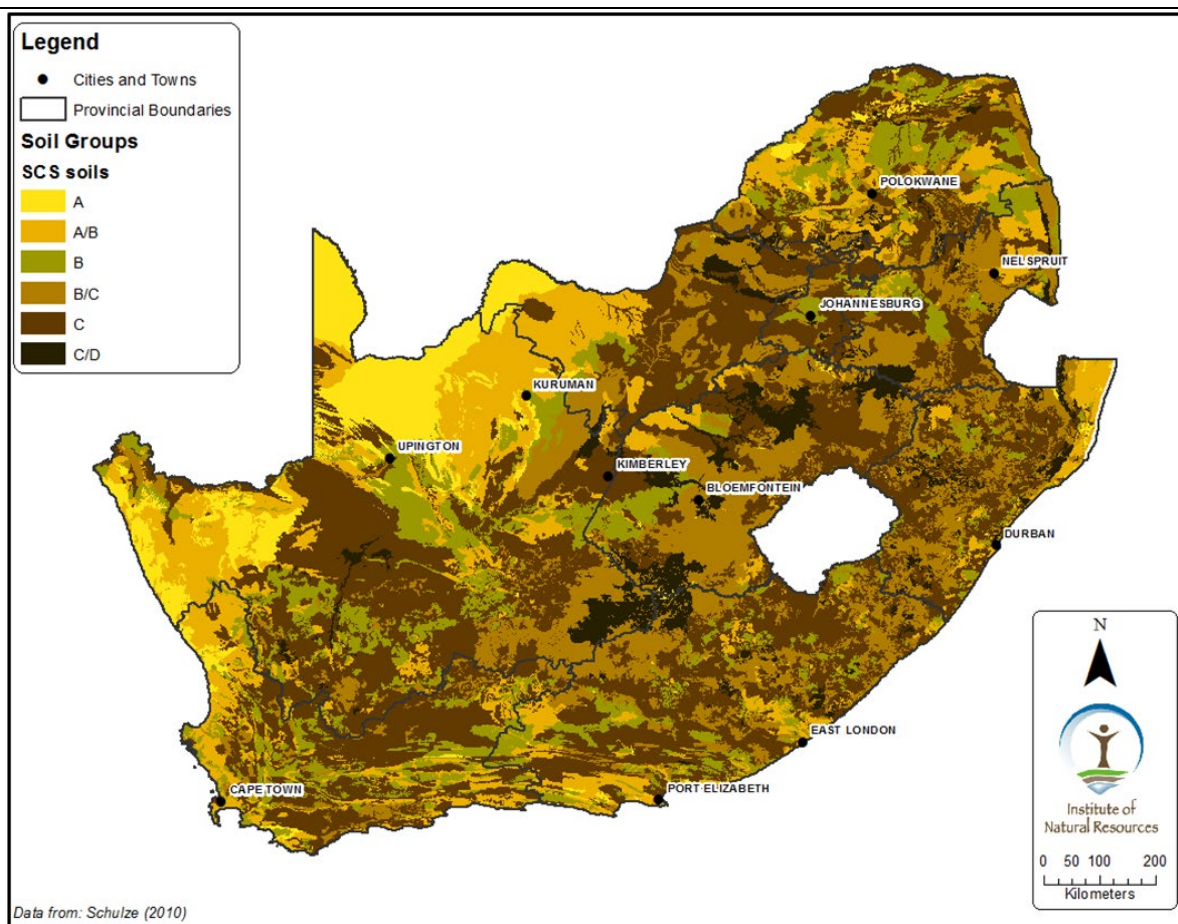 Legend
Cities and Towns
Provincial Boundaries
Soil Groups
SCS soils
A
A/B
B
B/C
C
C/D
POLOKWANE
NELSPRUIT
JOHANNESBURG
KURUMAN
UPINGTON
KIMBERLEY
BLOEMFONTEIN
DURBAN
EAST LONDON
PORT ELIZABETH
CAPE TOWN
N
Institute of
Natural Resources
0 50 100 200
Kilometers
Data from: Schulze (2010)